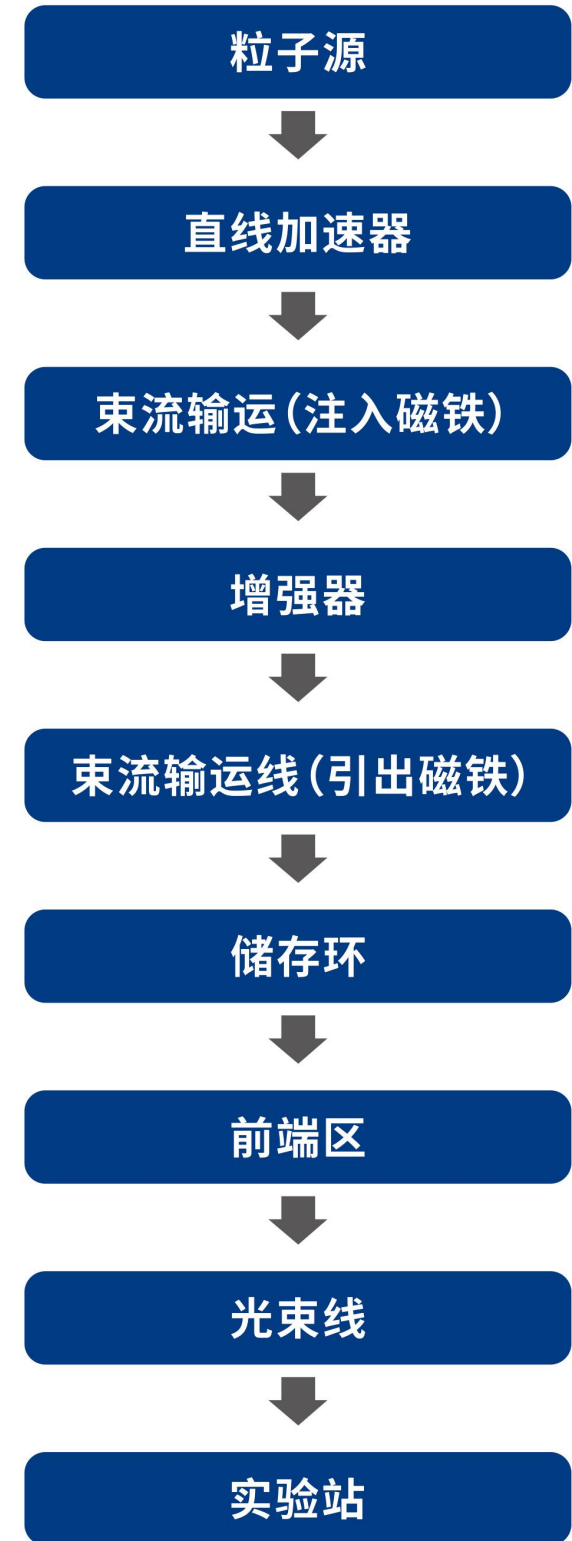 粒子源
直线加速器
束流输运(注入磁铁)
增强器
束流输运线(引出磁铁)
储存环
前端区
光束线
实验站